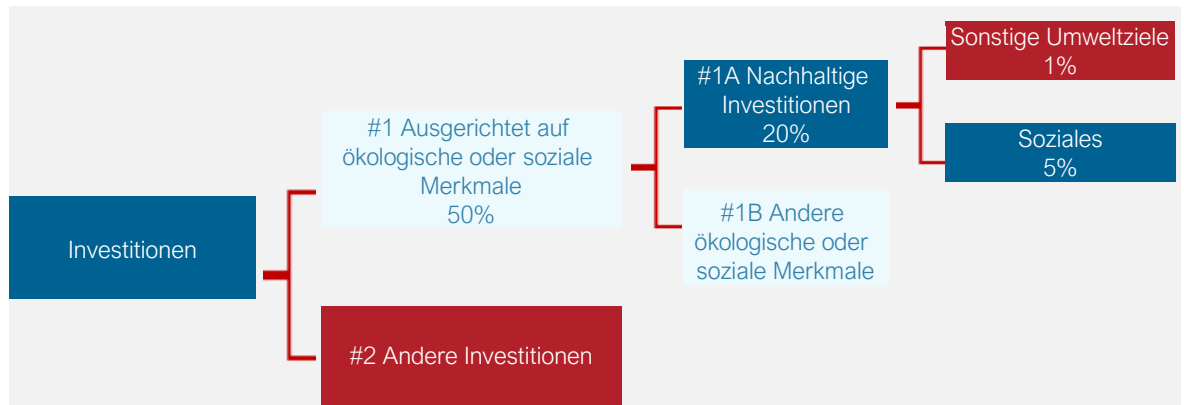 Investitionen
#1 Ausgerichtet auf
ökologische oder soziale
Merkmale
50%
#2 Andere Investitionen
#1A Nachhaltige
Investitionen
20%
#1B Andere
ökologische oder
soziale Merkmale
Sonstige Umweltziele
1%
Soziales
5%